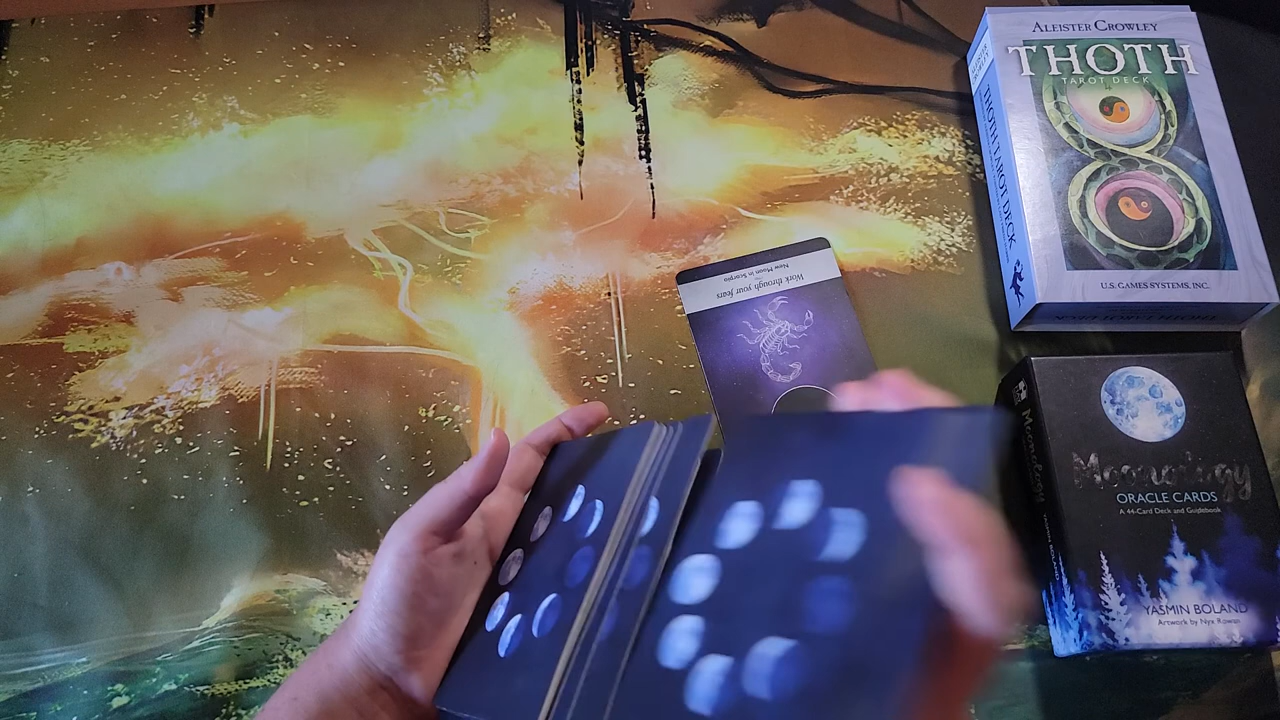 ALEISTER CROWLEY
THOTH
TAROT DECK
U.S. GAMES SYSTEMS, INC.
THOTH TAROT DECK
Work through your fears
New Moon in Scorpio
Moonology
ORACLE CARDS
A 44-Card Deck and Guidebook
YASMIN BOLAND
Artwork by Nyx Rowan
Moonology